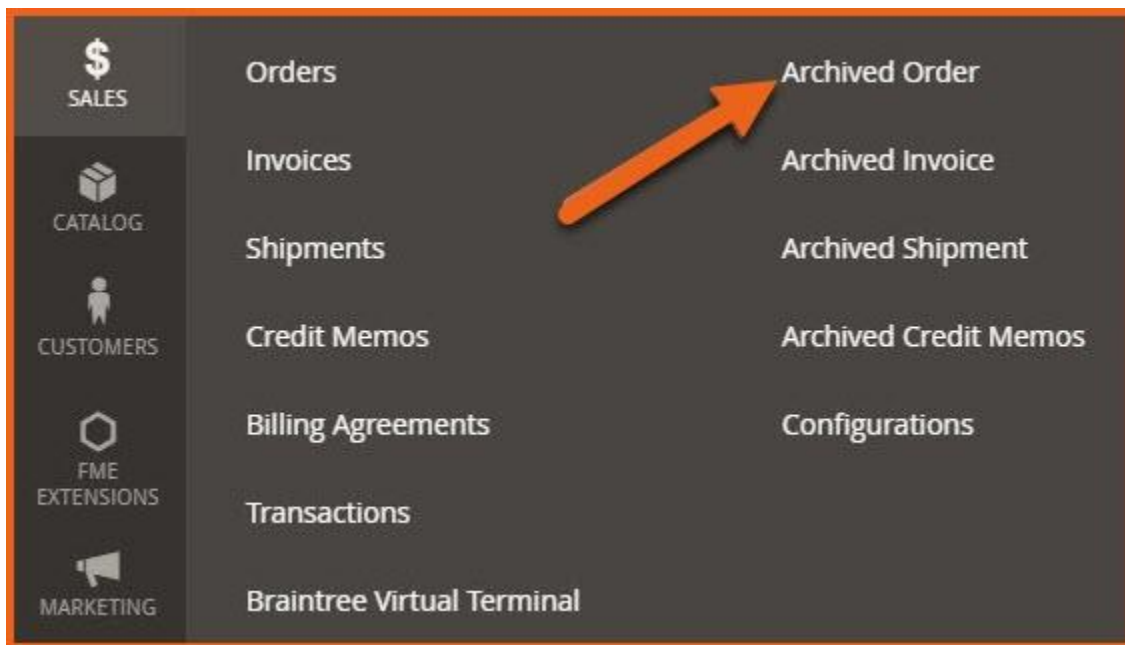 $
SALES
CATALOG
CUSTOMERS
FME
EXTENSIONS
MARKETING
Orders
Invoices
Shipments
Credit Memos
Billing Agreements
Transactions
Braintree Virtual Terminal
Archived Order
Archived Invoice
Archived Shipment
Archived Credit Memos
Configurations